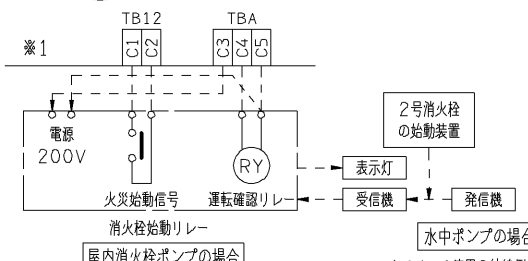 TB12 TBA
※1 C1 C2 C3 C4 C5
電源
200V
RY
火災始動信号 運転確認リレー
消火栓始動リレー
屋内消火栓ポンプの場合
2号消火栓
の始動装置
表示灯
受信機 発信機
水中ポンプの場合